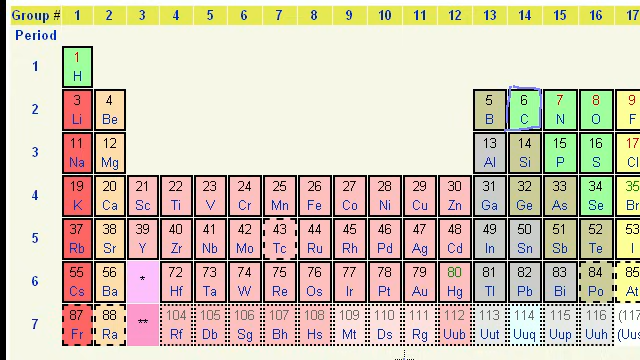 Group # 1 2 3 4 5 6 7 8 9 10 11 12 13 14 15 16 17
Period
1 1 H
2 3 Li 4 Be 5 B 6 C 7 N 8 O 9 F
3 11 Na 12 Mg 13 Al 14 Si 15 P 16 S 17 Cl
4 19 K 20 Ca 21 Sc 22 Ti 23 V 24 Cr 25 Mn 26 Fe 27 Co 28 Ni 29 Cu 30 Zn 31 Ga 32 Ge 33 As 34 Se 35 Br
5 37 Rb 38 Sr 39 Y 40 Zr 41 Nb 42 Mo 43 Tc 44 Ru 45 Rh 46 Pd 47 Ag 48 Cd 49 In 50 Sn 51 Sb 52 Te 53 I
6 55 Cs 56 Ba * 72 Hf 73 Ta 74 W 75 Re 76 Os 77 Ir 78 Pt 79 Au 80 Hg 81 Tl 82 Pb 83 Bi 84 Po 85 At
7 87 Fr 88 Ra ** 104 Rf 105 Db 106 Sg 107 Bh 108 Hs 109 Mt 110 Ds 111 Rg 112 Uub 113 Uut 114 Uuq 115 Uup 116 Uuh (117 (Uus